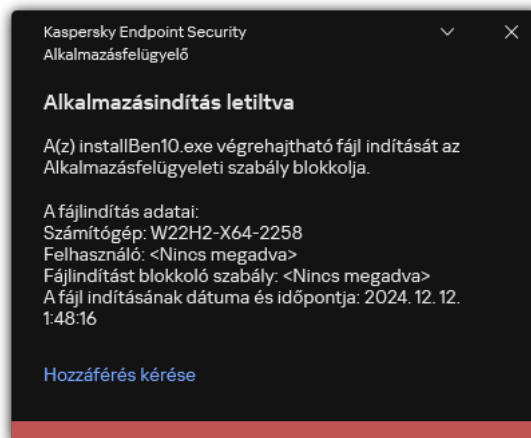 Kaspersky Endpoint Security
Alkalmazásfelügyelő
Alkalmazásindítás letiltva
A(z) installBen10.exe végrehajtható fájl indítását az
Alkalmazásfelügyeleti szabály blokkolja.
A fájlindítás adatai:
Számítógép: W22H2-X64-2258
Felhasználó: <Nincs megadva>
Fájlindítást blokkoló szabály: <Nincs megadva>
A fájl indításának dátuma és időpontja: 2024. 12. 12.
1:48:16
Hozzáférés kérése